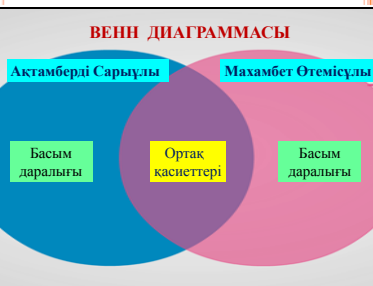 ВЕНН ДИАГРАММАСЫ
Ақтамберді Сарыұлы
Махамбет Өтемісұлы
Басым
даралығы
Ортақ
қасиеттері
Басым
даралығы